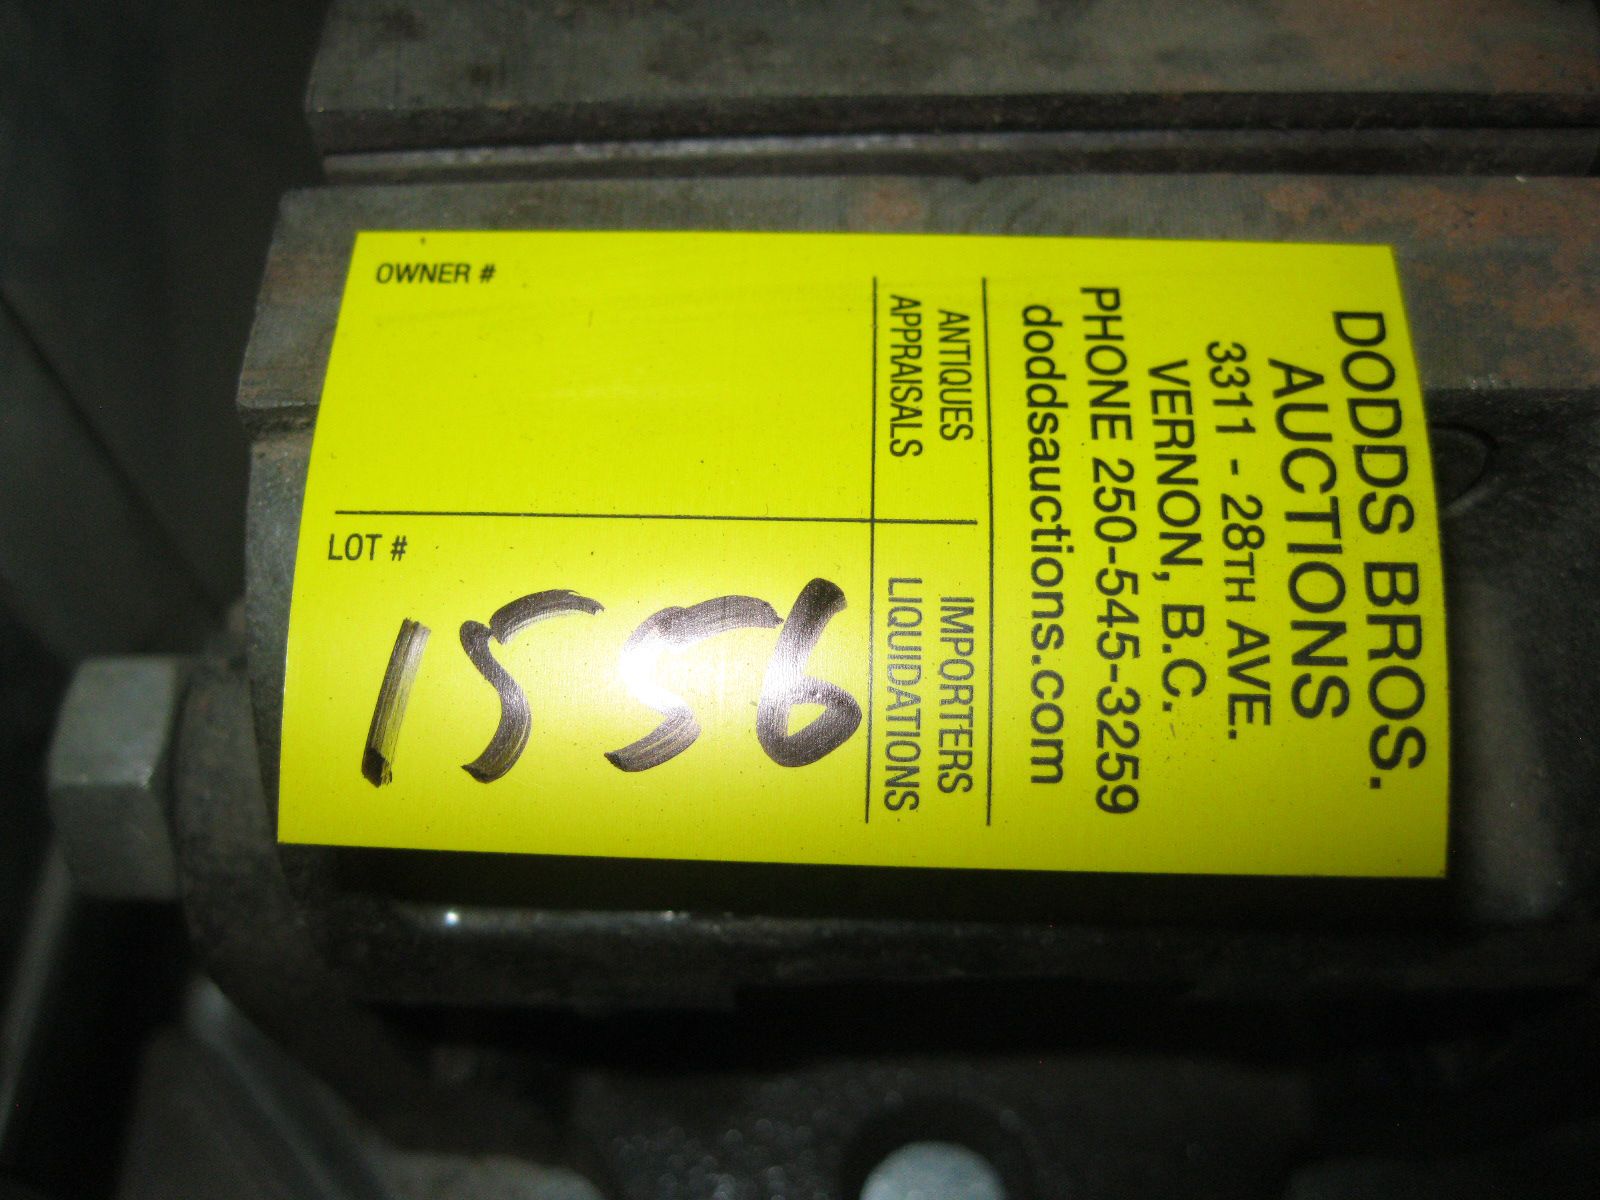 DODDS BROS.
AUCTIONS
3311 - 28TH AVE.
VERNON, B.C.
PHONE 250-545-3259
doddsauctions.com
ANTIQUES
APPRAISALS
IMPORTERS
LIQUIDATIONS
OWNER #
LOT #
1556